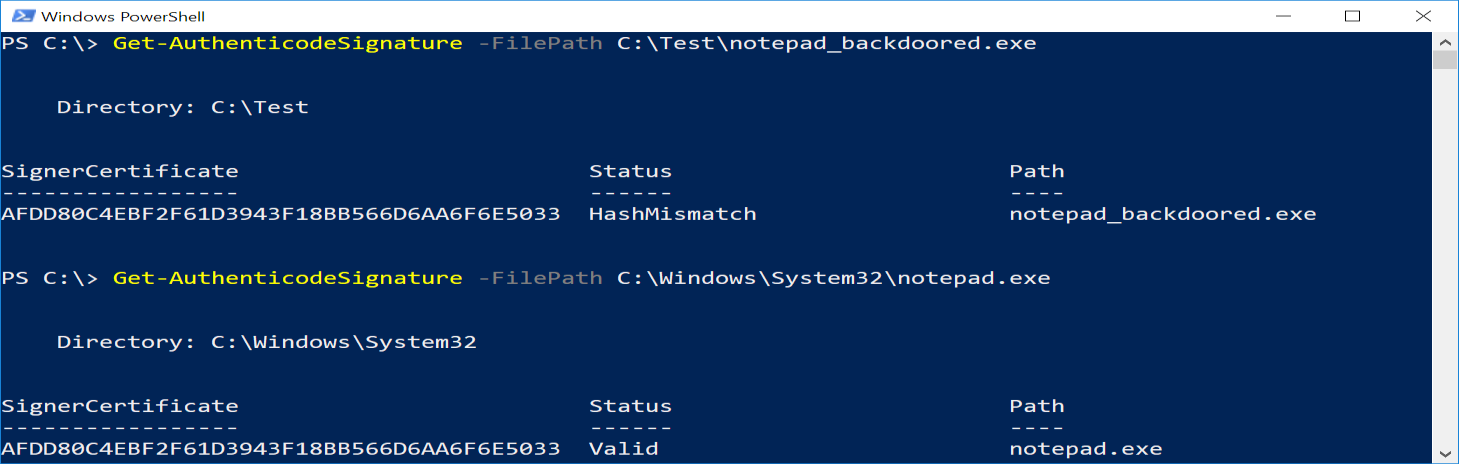 Windows PowerShell
PS C:\> Get-AuthenticodeSignature -FilePath C:\Test\notepad_backdoored.exe
Directory: C:\Test
SignerCertificate Status Path
----------------- ------ ----
AFDD80C4EBF2F61D3943F18BB566D6AA6F6E5033 HashMismatch notepad_backdoored.exe
PS C:\> Get-AuthenticodeSignature -FilePath C:\Windows\System32\notepad.exe
Directory: C:\Windows\System32
SignerCertificate Status Path
----------------- ------ ----
AFDD80C4EBF2F61D3943F18BB566D6AA6F6E5033 Valid notepad.exe